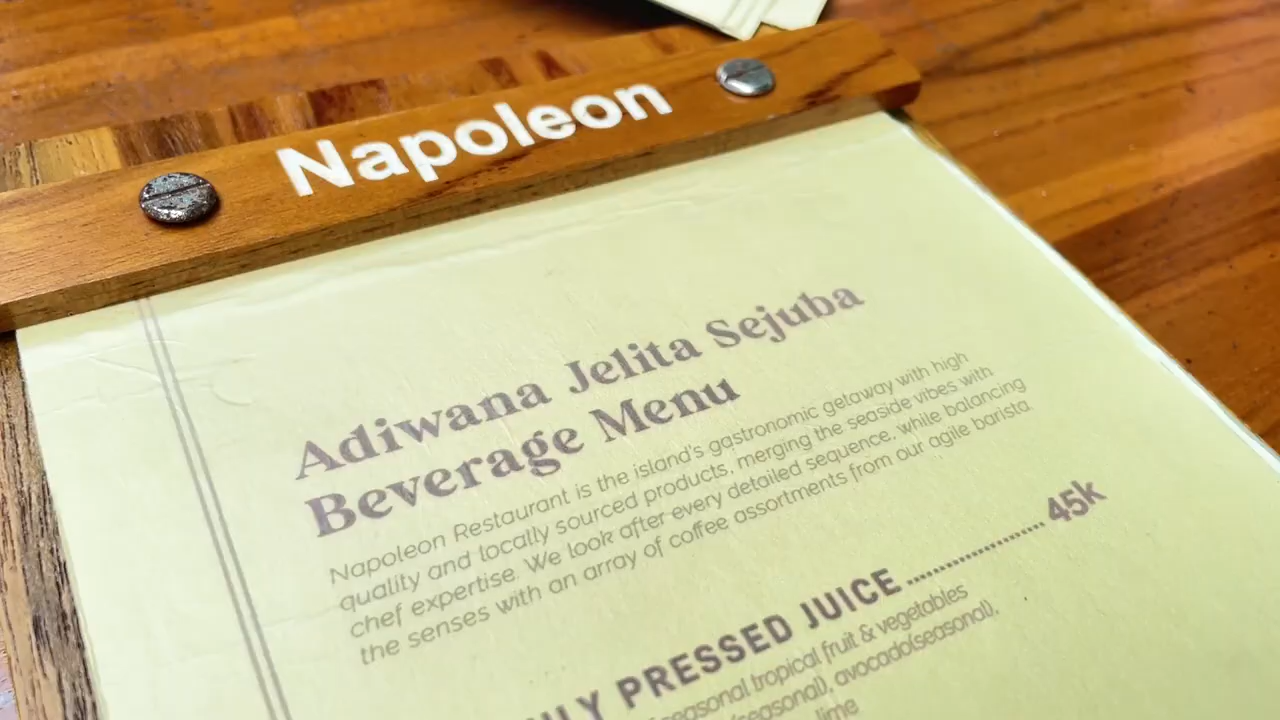 Napoleon
Adiwana Jelita Sejuba
Beverage Menu
Napoleon Restaurant is the island's gastronomic getaway with high
quality and locally sourced products, merging the seaside vibes with
chef expertise. We look after every detailed sequence, while balancing
the senses with an array of coffee assortments from our agile barista
PRESSED JUICE 45k
seasonal tropical fruit & vegetables
(seasonal), avocado(seasonal),
lime